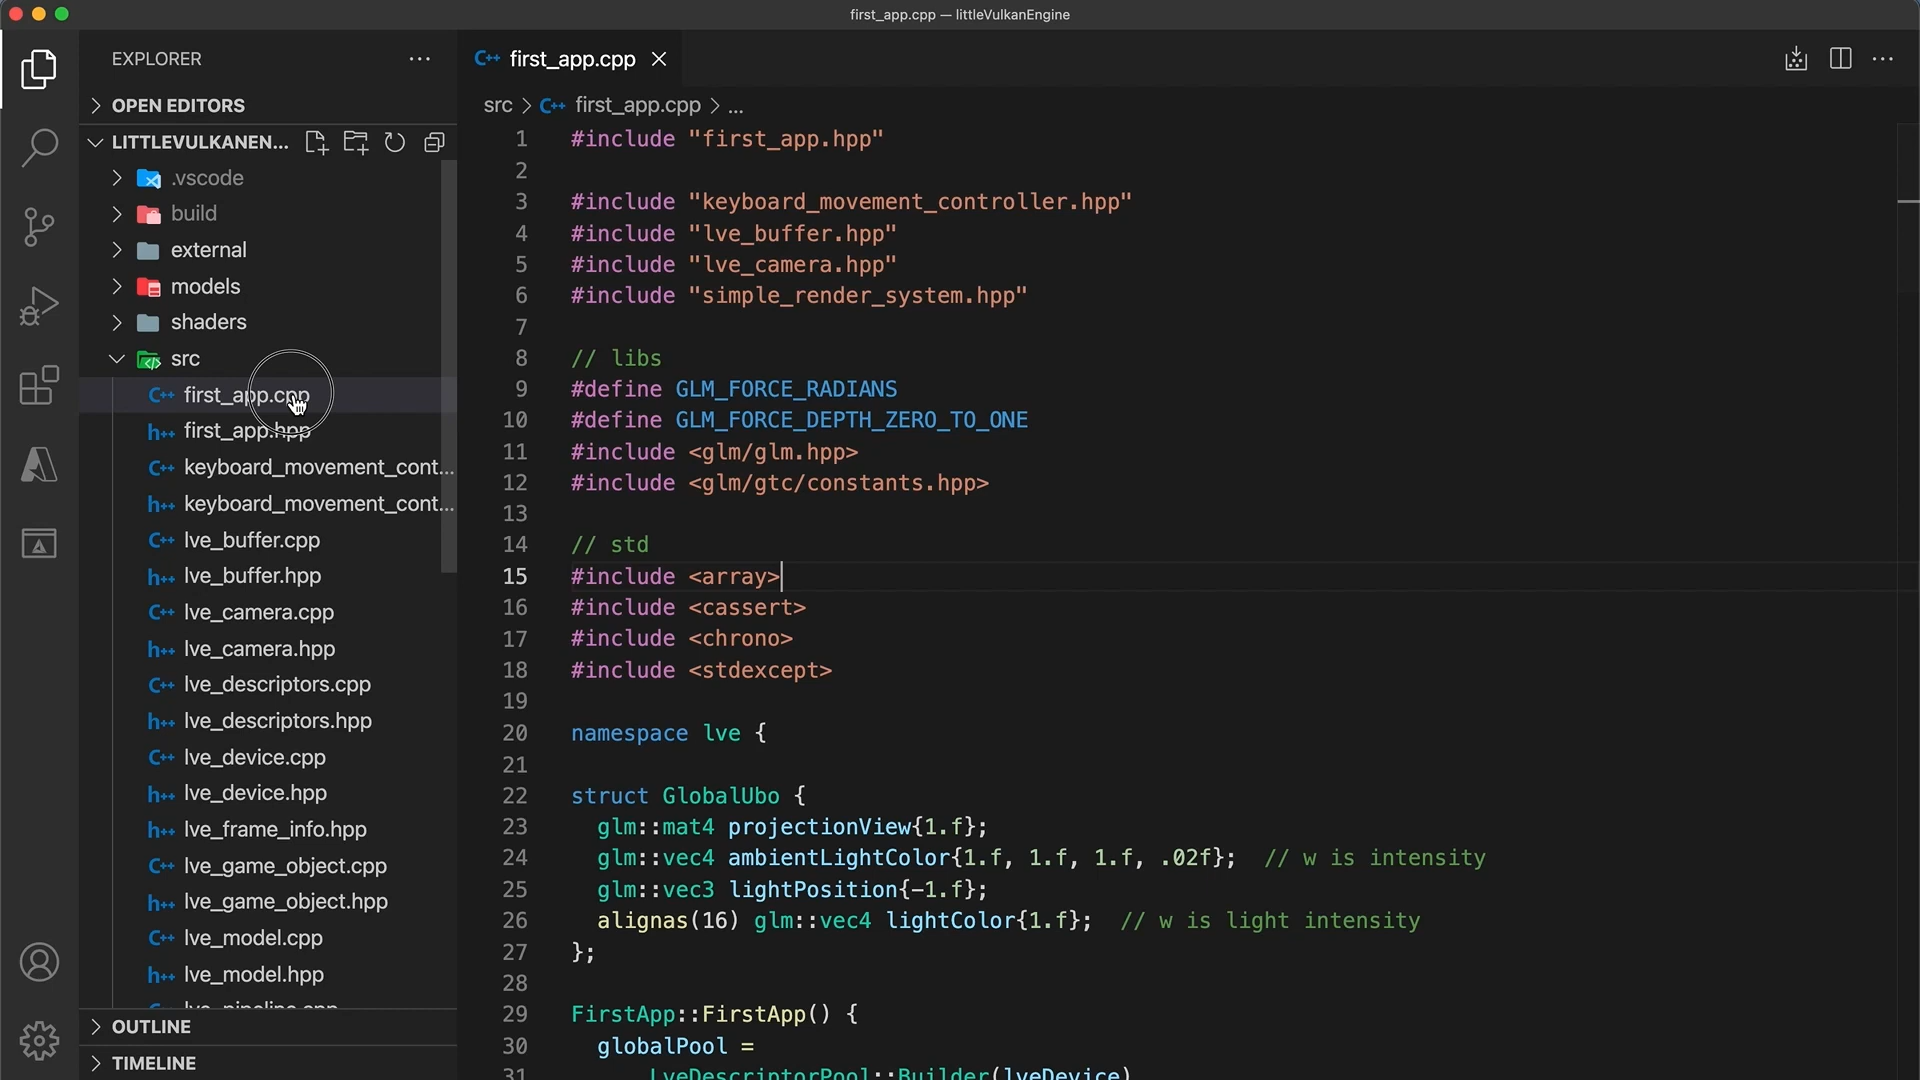 first_app.cpp — littleVulkanEngine
EXPLORER
OPEN EDITORS
LITTLEVULKANEN...
.vscode
build
external
models
shaders
src
first_app.cpp
first_app.hpp
keyboard_movement_cont...
keyboard_movement_cont...
lve_buffer.cpp
lve_buffer.hpp
lve_camera.cpp
lve_camera.hpp
lve_descriptors.cpp
lve_descriptors.hpp
lve_device.cpp
lve_device.hpp
lve_frame_info.hpp
lve_game_object.cpp
lve_game_object.hpp
lve_model.cpp
lve_model.hpp
OUTLINE
TIMELINE
first_app.cpp
src > first_app.cpp > ...
1 #include "first_app.hpp"
2
3 #include "keyboard_movement_controller.hpp"
4 #include "lve_buffer.hpp"
5 #include "lve_camera.hpp"
6 #include "simple_render_system.hpp"
7
8 // libs
9 #define GLM_FORCE_RADIANS
10 #define GLM_FORCE_DEPTH_ZERO_TO_ONE
11 #include <glm/glm.hpp>
12 #include <glm/gtc/constants.hpp>
13
14 // std
15 #include <array>
16 #include <cassert>
17 #include <chrono>
18 #include <stdexcept>
19
20 namespace lve {
21
22 struct GlobalUbo {
23 glm::mat4 projectionView{1.f};
24 glm::vec4 ambientLightColor{1.f, 1.f, 1.f, .02f}; // w is intensity
25 glm::vec3 lightPosition{-1.f};
26 alignas(16) glm::vec4 lightColor{1.f}; // w is light intensity
27 };
28
29 FirstApp::FirstApp() {
30 globalPool =
31 LveDescriptorPool::Builder(lveDevice)